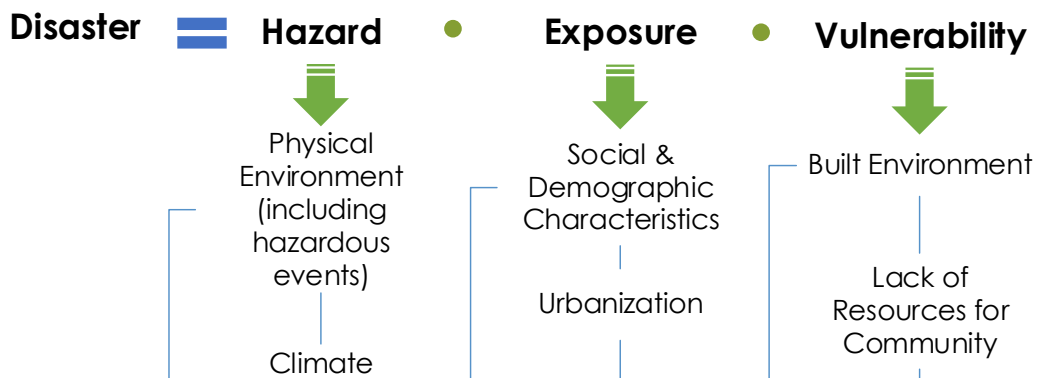 Disaster = Hazard • Exposure • Vulnerability
Physical
Environment
(including
hazardous
events)
Climate
Social &
Demographic
Characteristics
Urbanization
Built Environment
Lack of
Resources for
Community